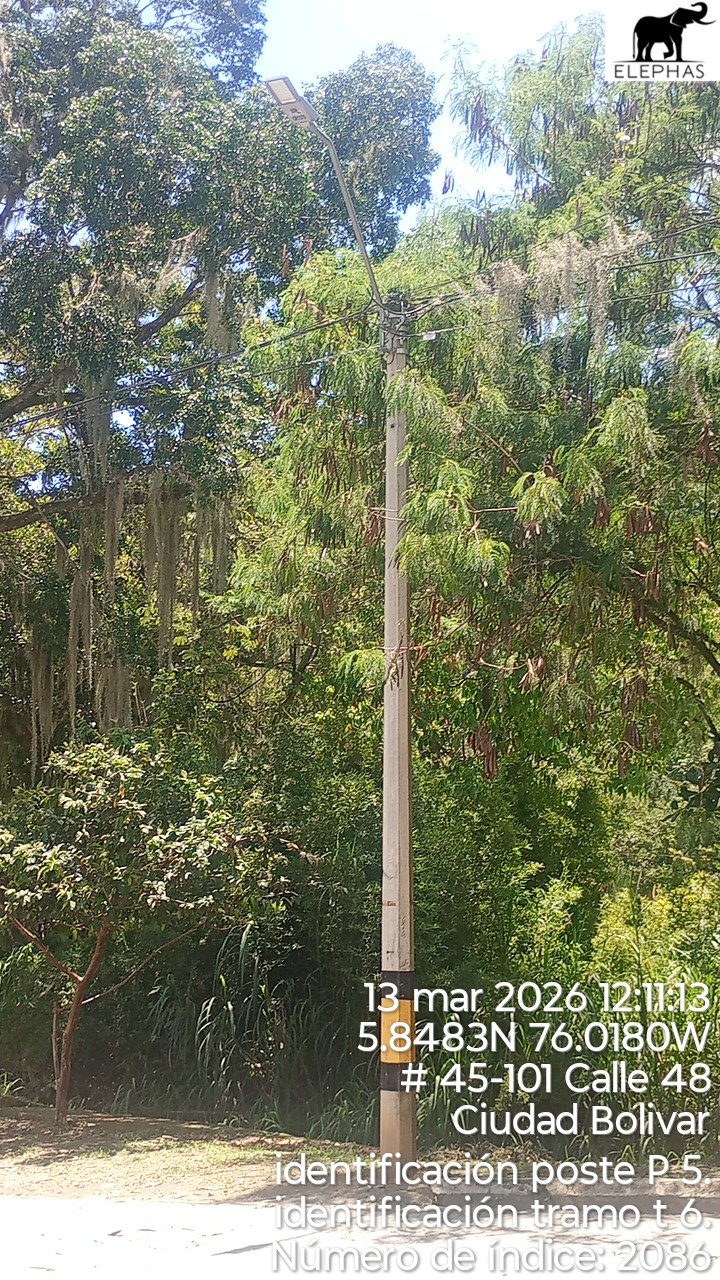 ELEPHAS
13 mar 2026 12:11:13
5.8483N 76.0180W
# 45-101 Calle 48
Ciudad Bolivar
identificación poste P 5.
identificación tramo t 6.
Número de índice: 2086